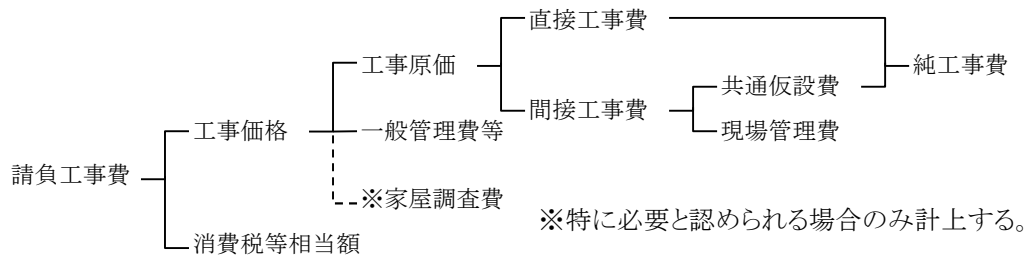 直接工事費
工事原価
純工事費
共通仮設費
間接工事費
工事価格
一般管理費等
現場管理費
請負工事費
※家屋調査費
※特に必要と認められる場合のみ計上する。
消費税等相当額